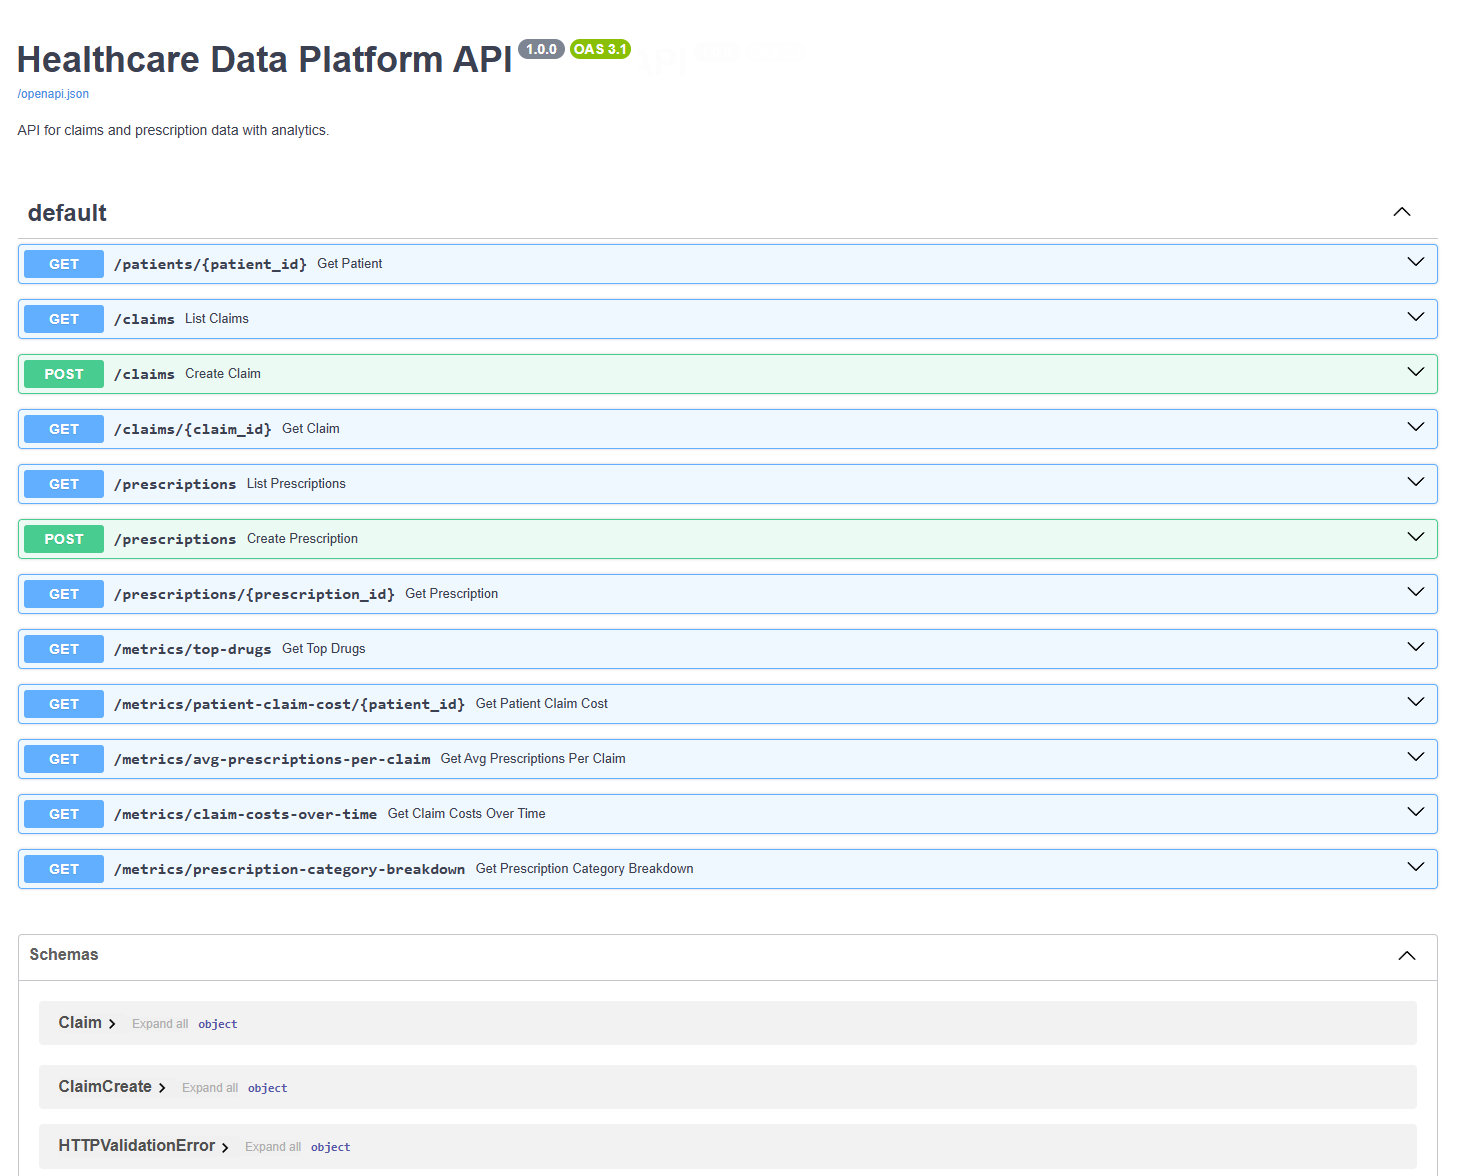 Healthcare Data Platform API 1.0.0 OAS 3.1
/openapi.json
API for claims and prescription data with analytics.
default
GET /patients/{patient_id} Get Patient
GET /claims List Claims
POST /claims Create Claim
GET /claims/{claim_id} Get Claim
GET /prescriptions List Prescriptions
POST /prescriptions Create Prescription
GET /prescriptions/{prescription_id} Get Prescription
GET /metrics/top-drugs Get Top Drugs
GET /metrics/patient-claim-cost/{patient_id} Get Patient Claim Cost
GET /metrics/avg-prescriptions-per-claim Get Avg Prescriptions Per Claim
GET /metrics/claim-costs-over-time Get Claim Costs Over Time
GET /metrics/prescription-category-breakdown Get Prescription Category Breakdown
Schemas
Claim Expand all object
ClaimCreate Expand all object
HTTPValidationError Expand all object